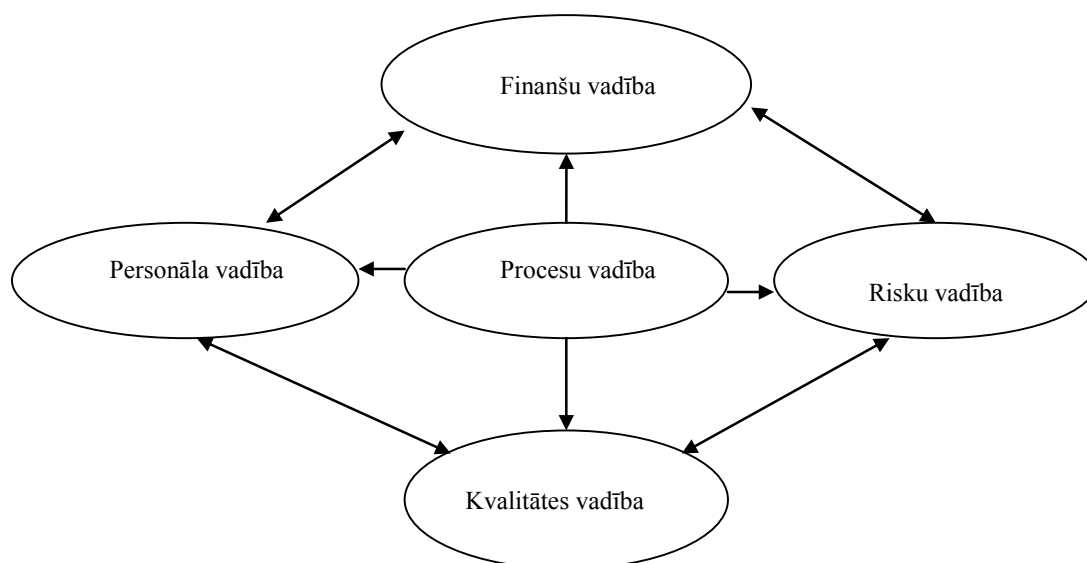 Finanšu vadība
Personāla vadība
Procesu vadība
Risku vadība
Kvalitātes vadība